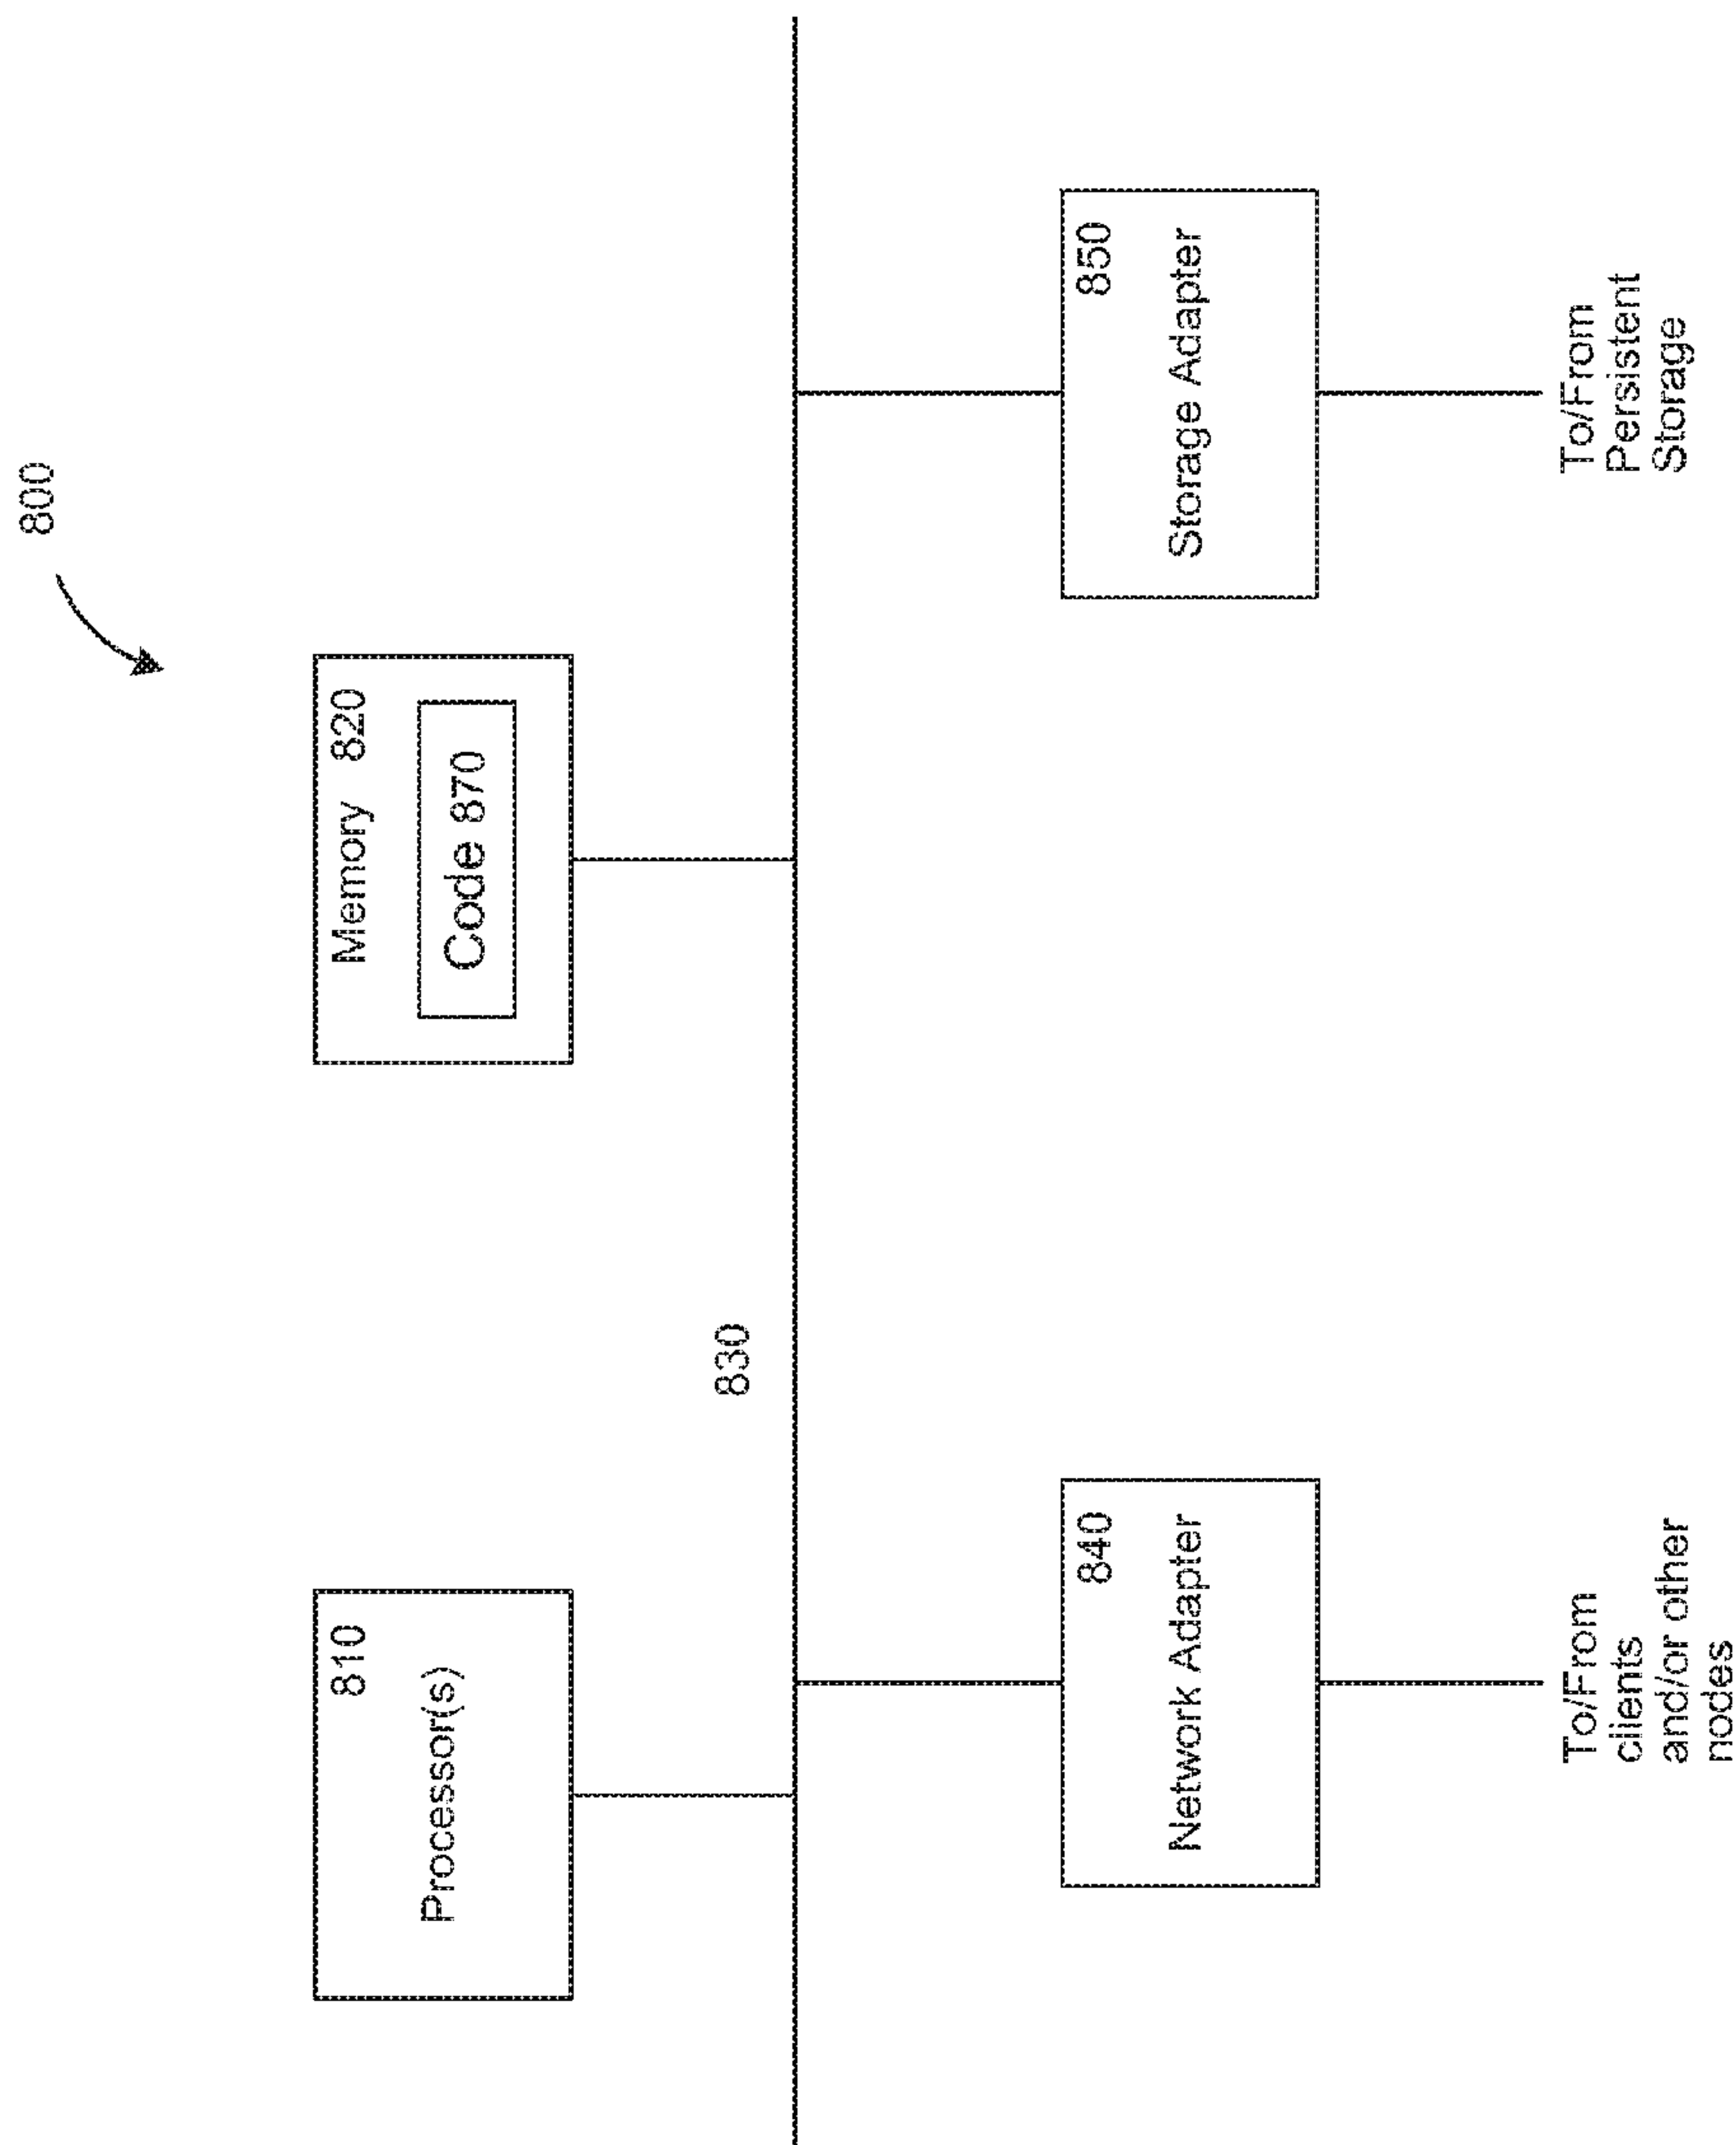 800
810
Processor(s)
Memory 820
Code 870
830
840
Network Adapter
850
Storage Adapter
To/From
clients
and/or other
nodes
To/From
Persistent
Storage